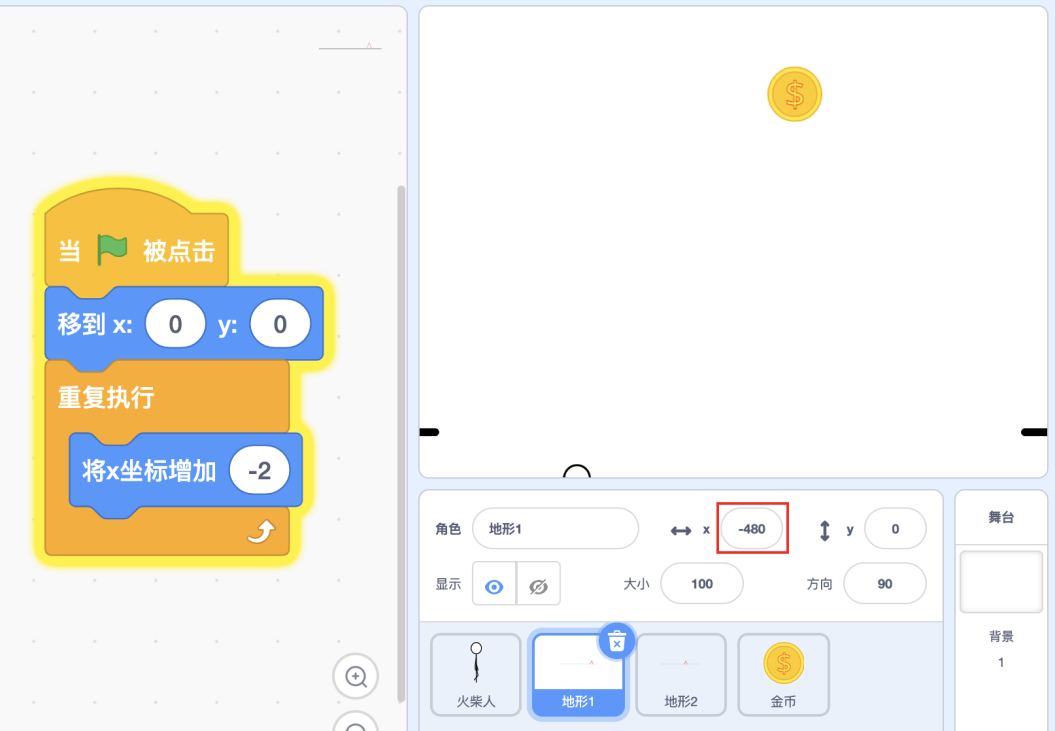 当 被点击
移到 x: 0 y: 0
重复执行
将x坐标增加 -2
$
角色 地形1 x -480 y 0
显示 大小 100 方向 90
火柴人
地形1
地形2
$
金币
舞台
背景
1